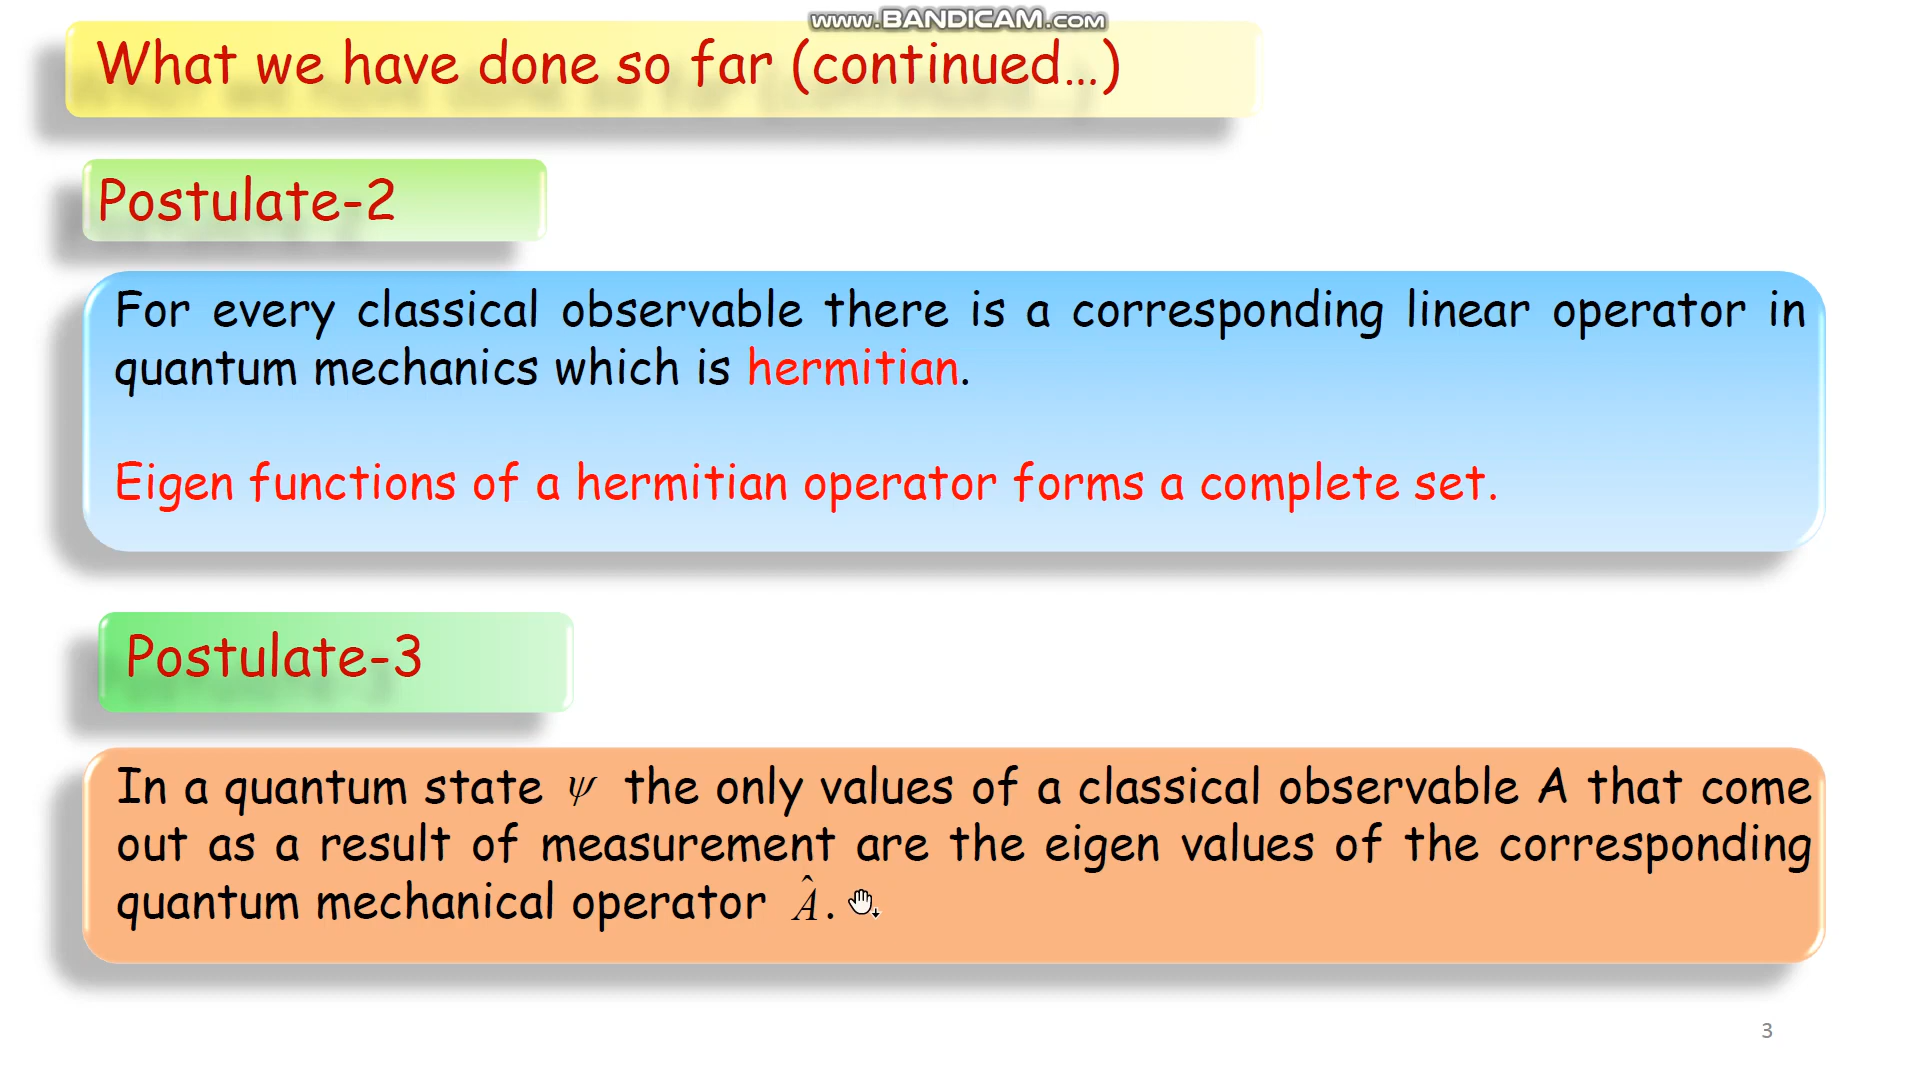 www.BANDICAM.com
What we have done so far (continued...)
Postulate-2
For every classical observable there is a corresponding linear operator in
quantum mechanics which is hermitian.
Eigen functions of a hermitian operator forms a complete set.
Postulate-3
In a quantum state ψ the only values of a classical observable A that come
out as a result of measurement are the eigen values of the corresponding
quantum mechanical operator Â.
3